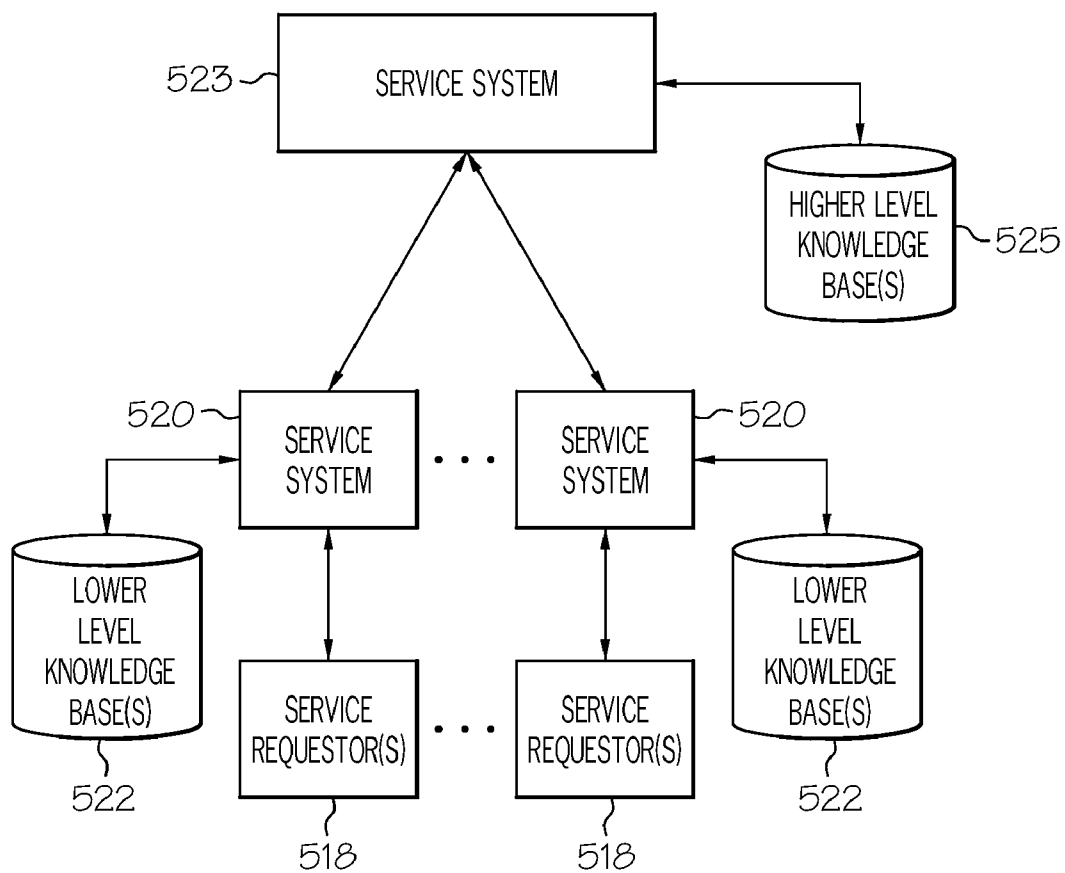 523
SERVICE SYSTEM
HIGHER LEVEL
KNOWLEDGE
BASE(S)
525
520
SERVICE
SYSTEM
. . .
SERVICE
SYSTEM
520
LOWER
LEVEL
KNOWLEDGE
BASE(S)
522
SERVICE
REQUESTOR(S)
518
. . .
SERVICE
REQUESTOR(S)
518
LOWER
LEVEL
KNOWLEDGE
BASE(S)
522